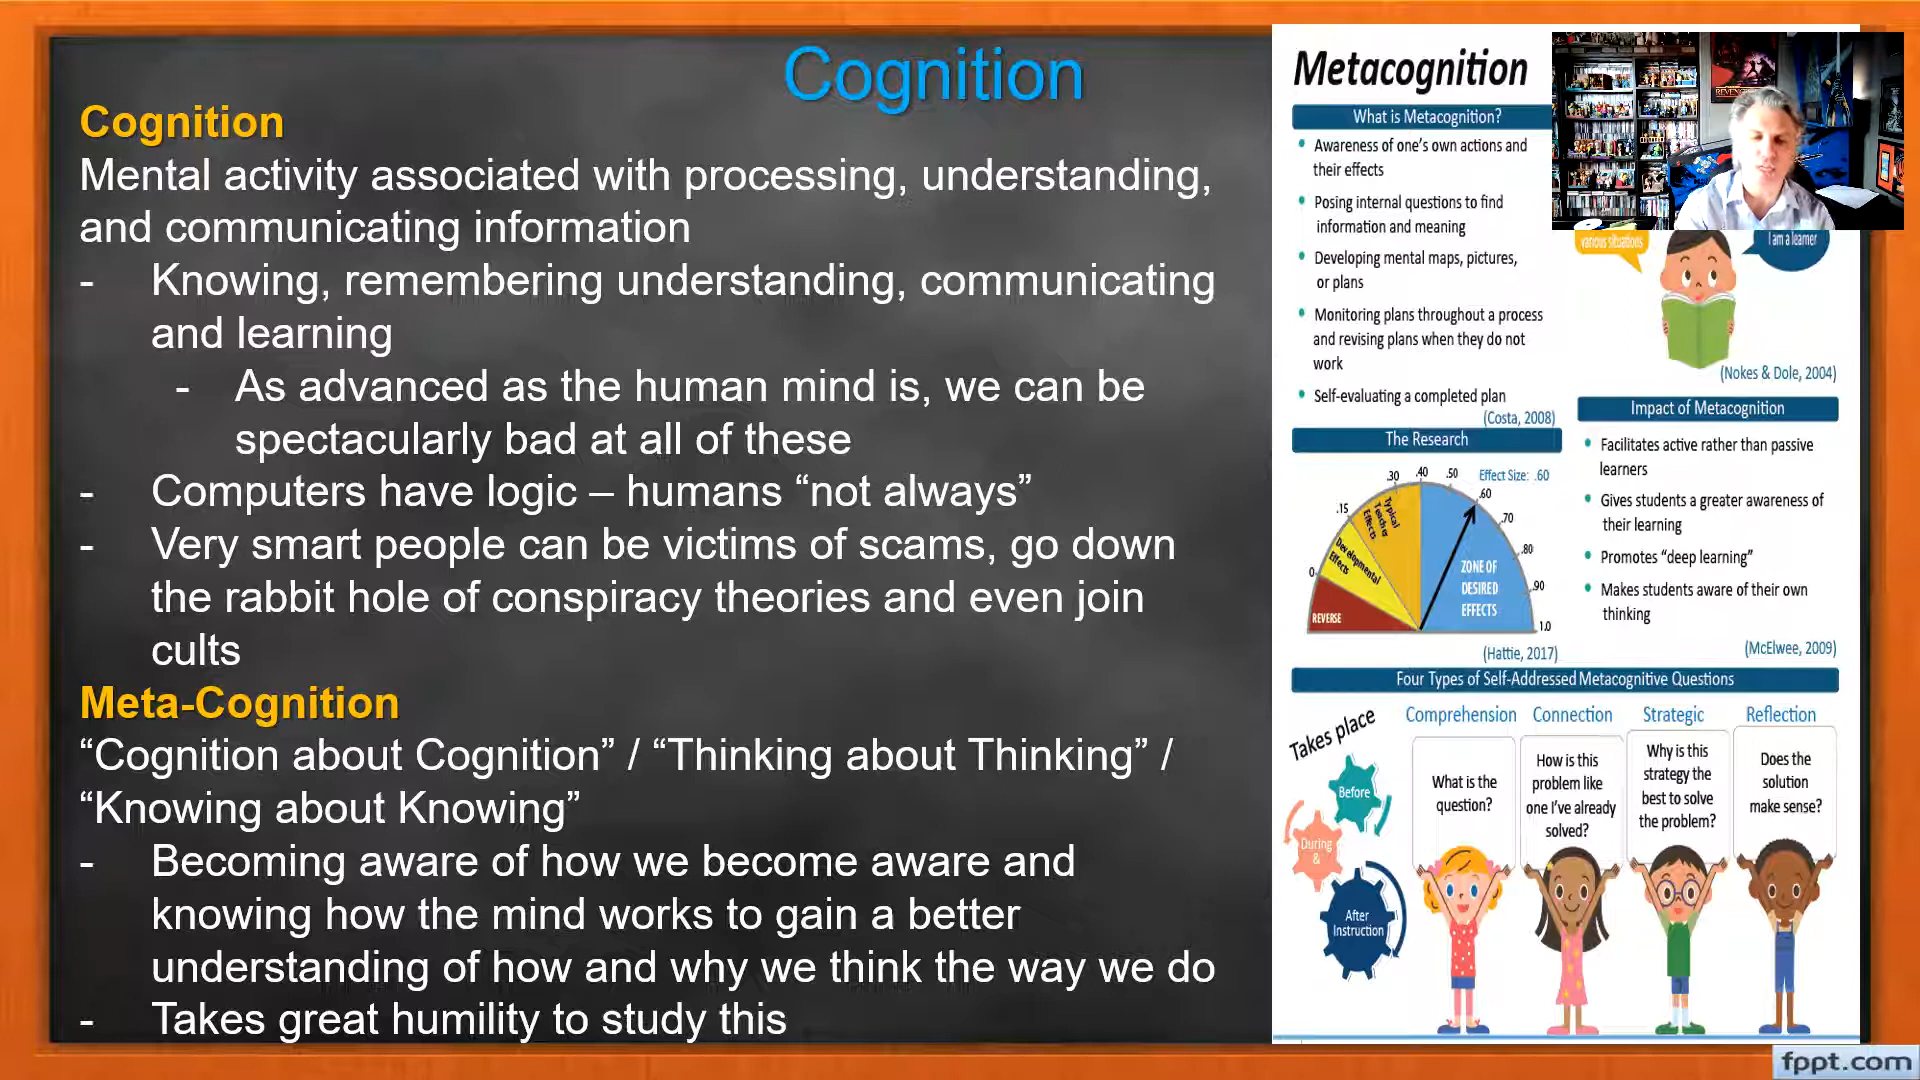 Cognition
Cognition
Mental activity associated with processing, understanding,
and communicating information
- Knowing, remembering understanding, communicating
and learning
- As advanced as the human mind is, we can be
spectacularly bad at all of these
- Computers have logic – humans “not always”
- Very smart people can be victims of scams, go down
the rabbit hole of conspiracy theories and even join
cults
Meta-Cognition
“Cognition about Cognition” / “Thinking about Thinking” /
“Knowing about Knowing”
- Becoming aware of how we become aware and
knowing how the mind works to gain a better
understanding of how and why we think the way we do
- Takes great humility to study this
Metacognition
What is Metacognition?
• Awareness of one’s own actions and
their effects
• Posing internal questions to find
information and meaning
• Developing mental maps, pictures,
or plans
• Monitoring plans throughout a process
and revising plans when they do not
work
• Self-evaluating a completed plan
(Costa, 2008)
various situations
I am a learner
(Nokes & Dole, 2004)
The Research
Effect Size: .60
0
.15
.30
.40
.50
.60
.70
.80
.90
1.0
REVERSE
Developmental
Effects
Typical
Teacher
Effects
ZONE OF
DESIRED
EFFECTS
(Hattie, 2017)
Impact of Metacognition
• Facilitates active rather than passive
learners
• Gives students a greater awareness of
their learning
• Promotes “deep learning”
• Makes students aware of their own
thinking
(McElwee, 2009)
Four Types of Self-Addressed Metacognitive Questions
Takes place
Before
During
&
After
Instruction
Comprehension
What is the
question?
Connection
How is this
problem like
one I’ve already
solved?
Strategic
Why is this
strategy the
best to solve
the problem?
Reflection
Does the
solution
make sense?
fppt.com